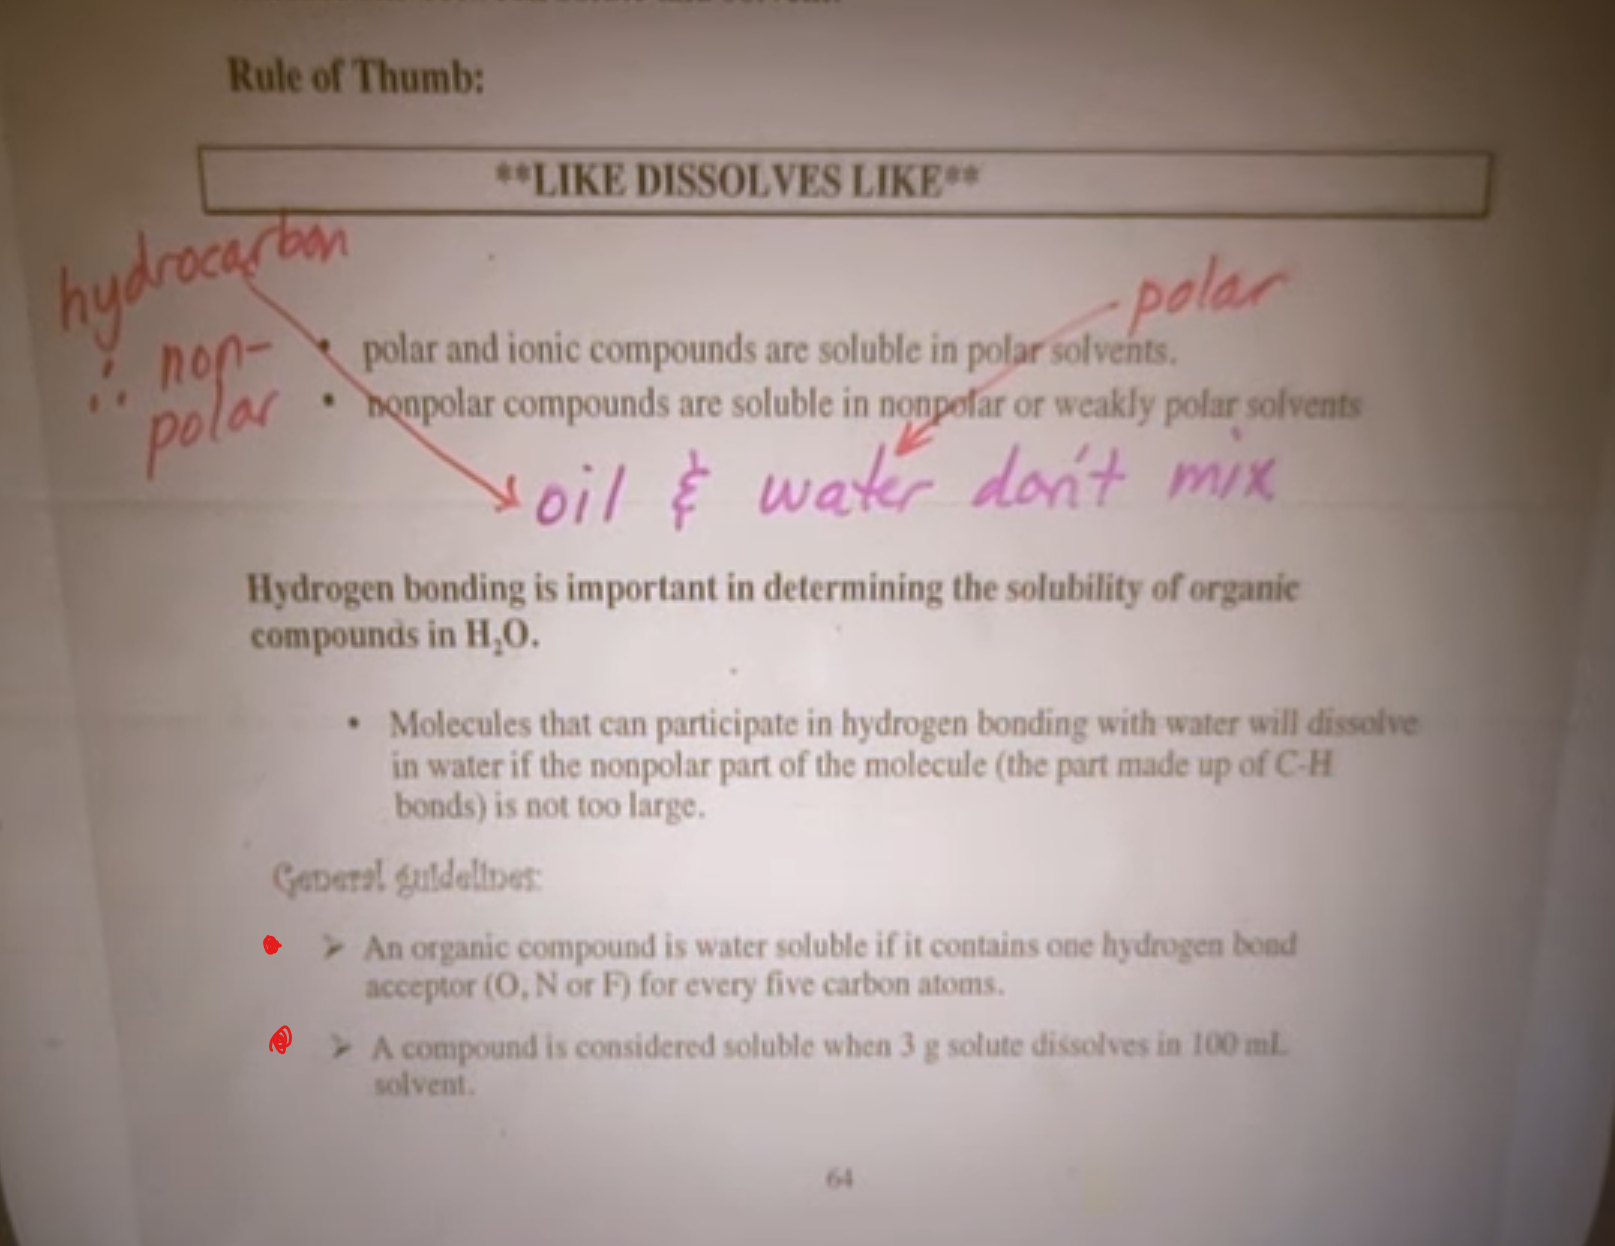 Rule of Thumb:
**LIKE DISSOLVES LIKE**
hydrocarbon
∴ non-
polar
polar
• polar and ionic compounds are soluble in polar solvents.
• nonpolar compounds are soluble in nonpolar or weakly polar solvents
oil & water don't mix
Hydrogen bonding is important in determining the solubility of organic
compounds in H₂O.
• Molecules that can participate in hydrogen bonding with water will dissolve
in water if the nonpolar part of the molecule (the part made up of C-H
bonds) is not too large.
General guidelines:
➢ An organic compound is water soluble if it contains one hydrogen bond
acceptor (O, N or F) for every five carbon atoms.
➢ A compound is considered soluble when 3 g solute dissolves in 100 mL
solvent.
64